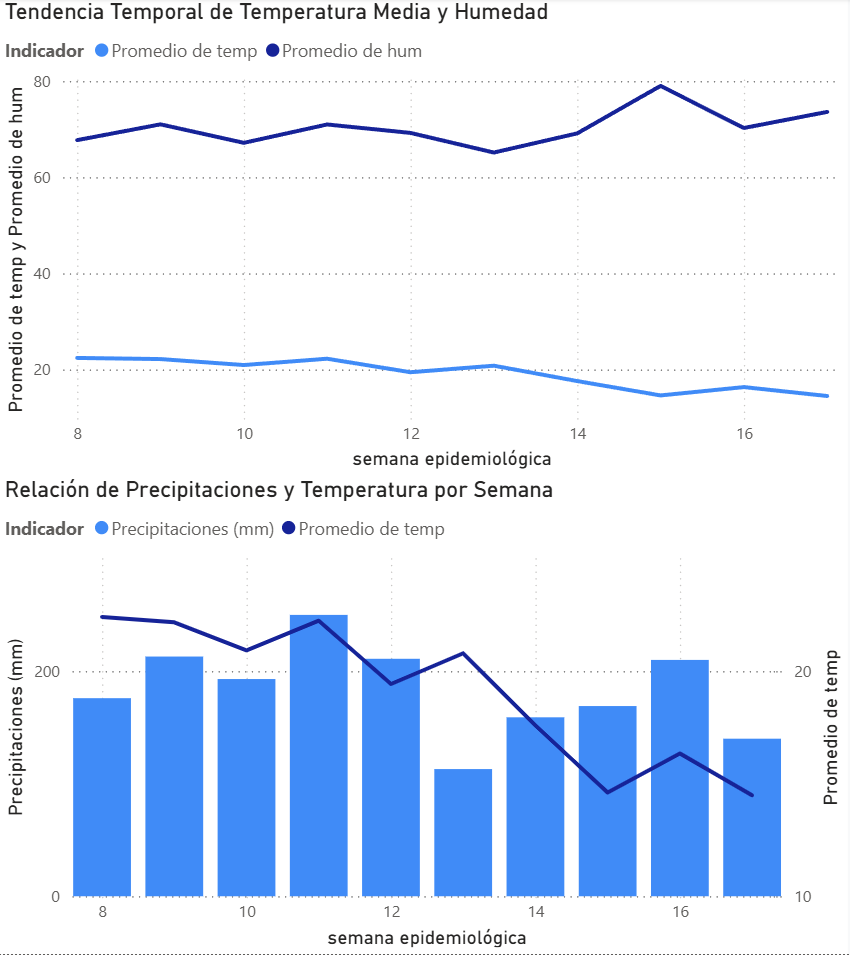 Tendencia Temporal de Temperatura Media y Humedad
Indicador Promedio de temp Promedio de hum
Promedio de temp y Promedio de hum
80
60
40
20
8 10 12 14 16
semana epidemiológica
Relación de Precipitaciones y Temperatura por Semana
Indicador Precipitaciones (mm) Promedio de temp
Precipitaciones (mm)
200
0
20
10
Promedio de temp
8 10 12 14 16
semana epidemiológica